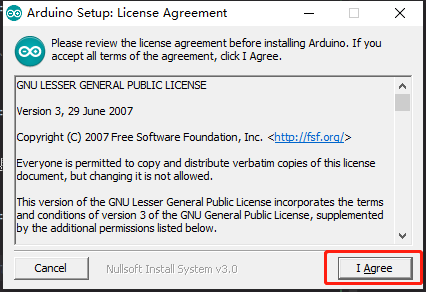 Arduino Setup: License Agreement
Please review the license agreement before installing Arduino. If you
accept all terms of the agreement, click I Agree.
GNU LESSER GENERAL PUBLIC LICENSE
Version 3, 29 June 2007
Copyright (C) 2007 Free Software Foundation, Inc. <http://fsf.org/>
Everyone is permitted to copy and distribute verbatim copies of this license
document, but changing it is not allowed.
This version of the GNU Lesser General Public License incorporates the terms
and conditions of version 3 of the GNU General Public License, supplemented
by the additional permissions listed below.
Cancel
Nullsoft Install System v3.0
I Agree